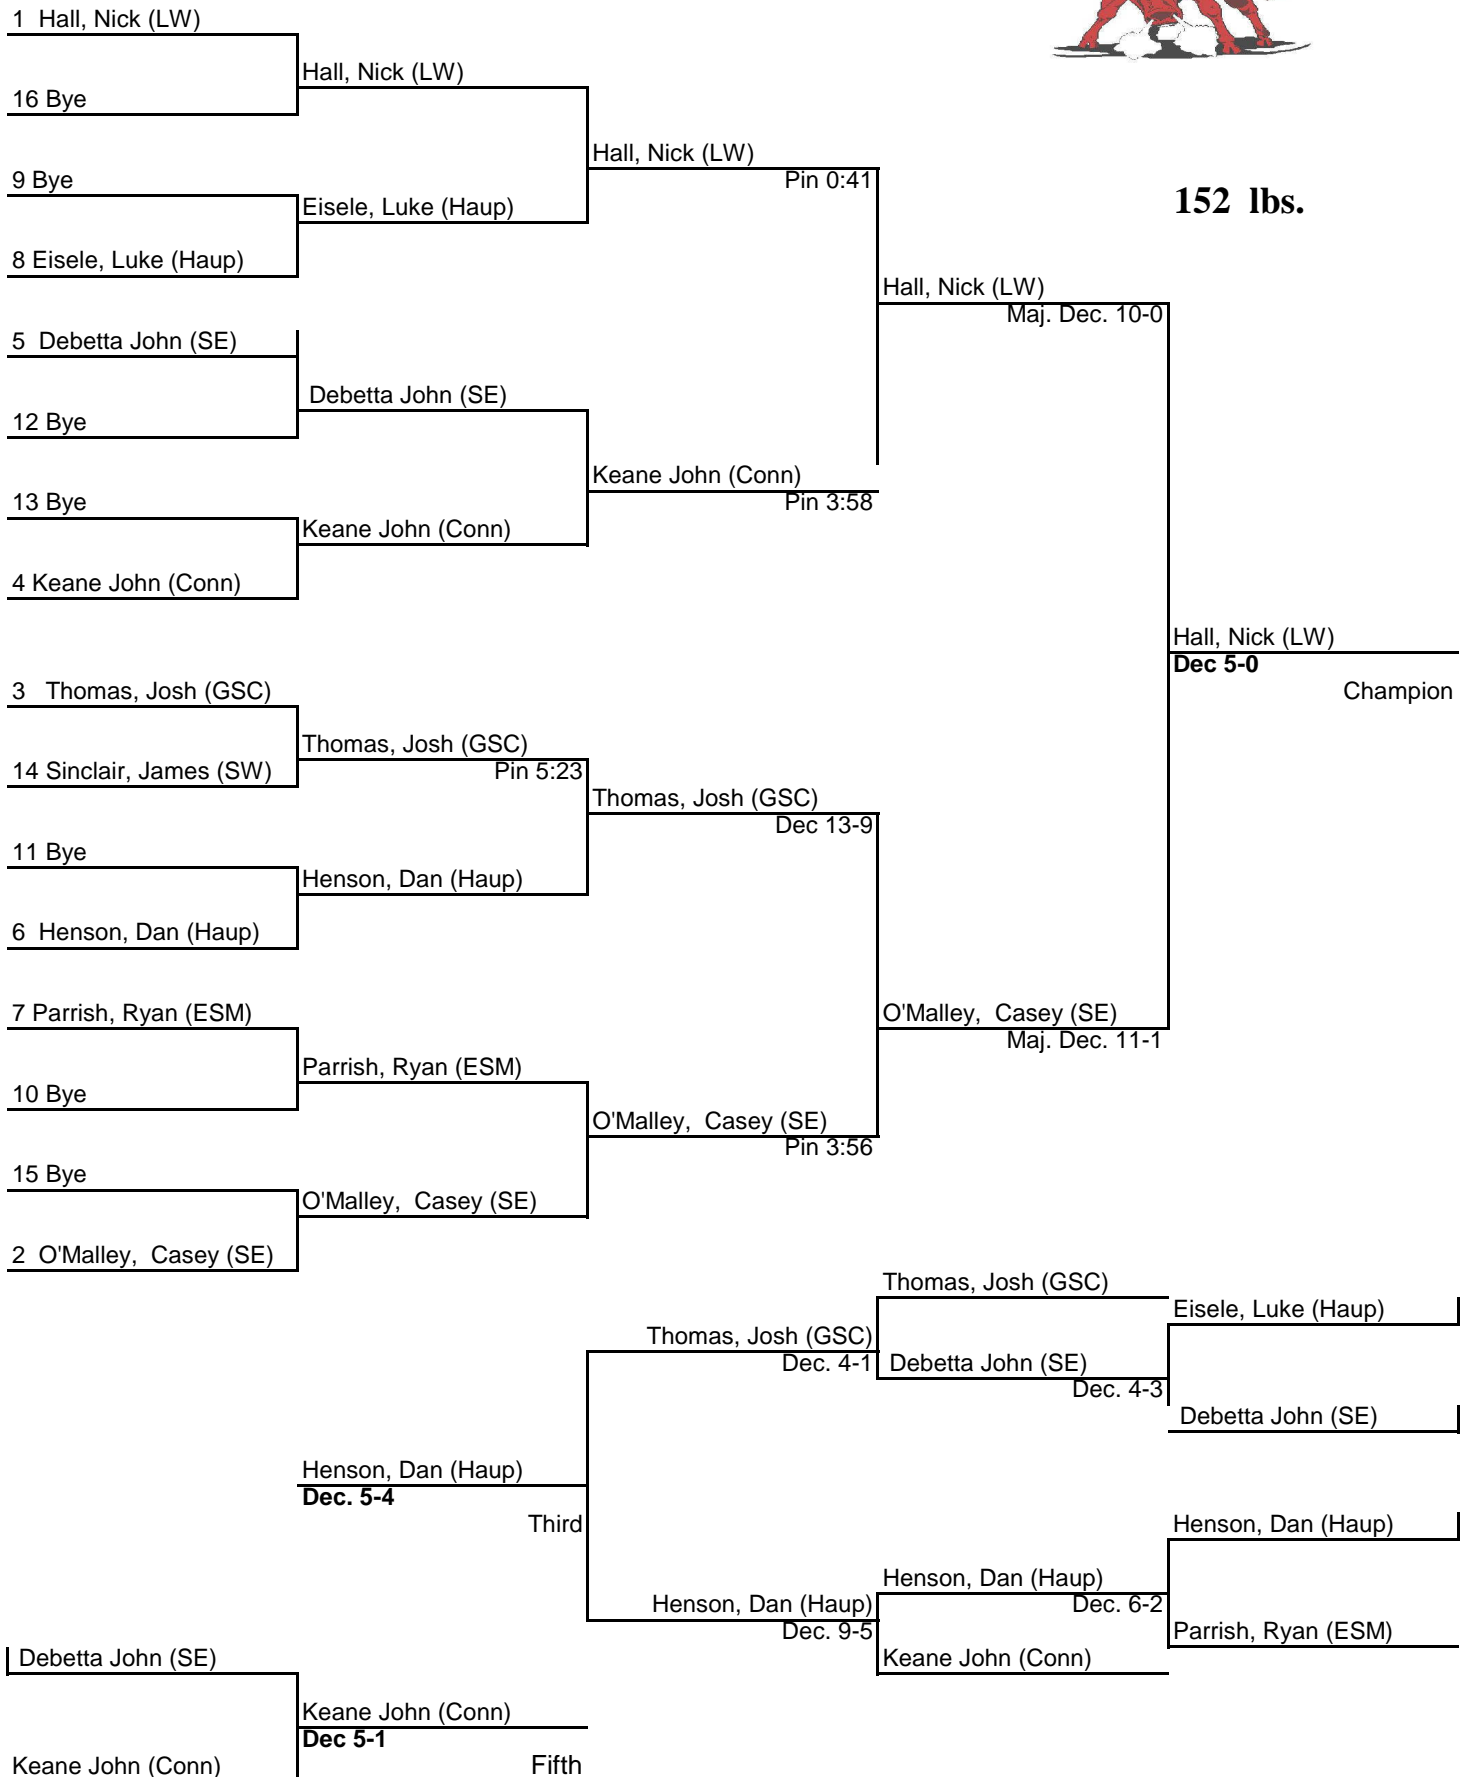 1 Hall, Nick (LW)
Hall, Nick (LW)
16 Bye
Hall, Nick (LW)
Pin 0:41
9 Bye
152 lbs.
Eisele, Luke (Haup)
8 Eisele, Luke (Haup)
Hall, Nick (LW)
Maj. Dec. 10-0
5 Debetta John (SE)
Debetta John (SE)
12 Bye
Keane John (Conn)
Pin 3:58
13 Bye
Keane John (Conn)
4 Keane John (Conn)
Hall, Nick (LW)
Dec 5-0
Champion
3 Thomas, Josh (GSC)
Thomas, Josh (GSC)
Pin 5:23
14 Sinclair, James (SW)
Thomas, Josh (GSC)
Dec 13-9
11 Bye
Henson, Dan (Haup)
6 Henson, Dan (Haup)
7 Parrish, Ryan (ESM)
O'Malley, Casey (SE)
Maj. Dec. 11-1
Parrish, Ryan (ESM)
10 Bye
O'Malley, Casey (SE)
Pin 3:56
15 Bye
O'Malley, Casey (SE)
2 O'Malley, Casey (SE)
Thomas, Josh (GSC)
Eisele, Luke (Haup)
Thomas, Josh (GSC)
Dec. 4-1
Debetta John (SE)
Dec. 4-3
Debetta John (SE)
Henson, Dan (Haup)
Dec. 5-4
Third
Henson, Dan (Haup)
Henson, Dan (Haup)
Dec. 6-2
Henson, Dan (Haup)
Dec. 9-5
Parrish, Ryan (ESM)
Debetta John (SE)
Keane John (Conn)
Keane John (Conn)
Dec 5-1
Keane John (Conn)
Fifth